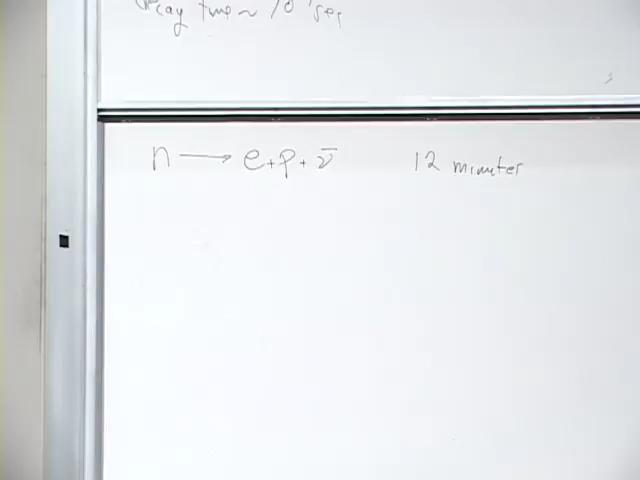 decay time ~ 10 sec
n → e + p + ν̄ 12 minutes